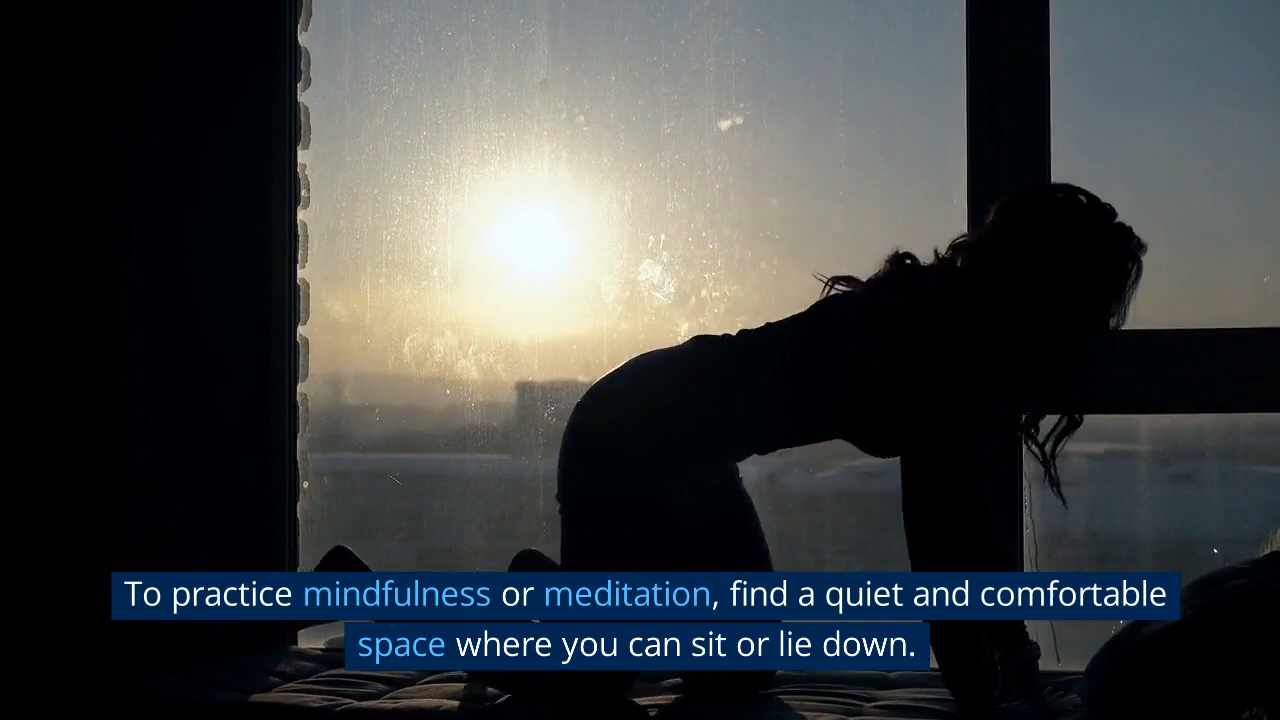 To practice mindfulness or meditation, find a quiet and comfortable
space where you can sit or lie down.